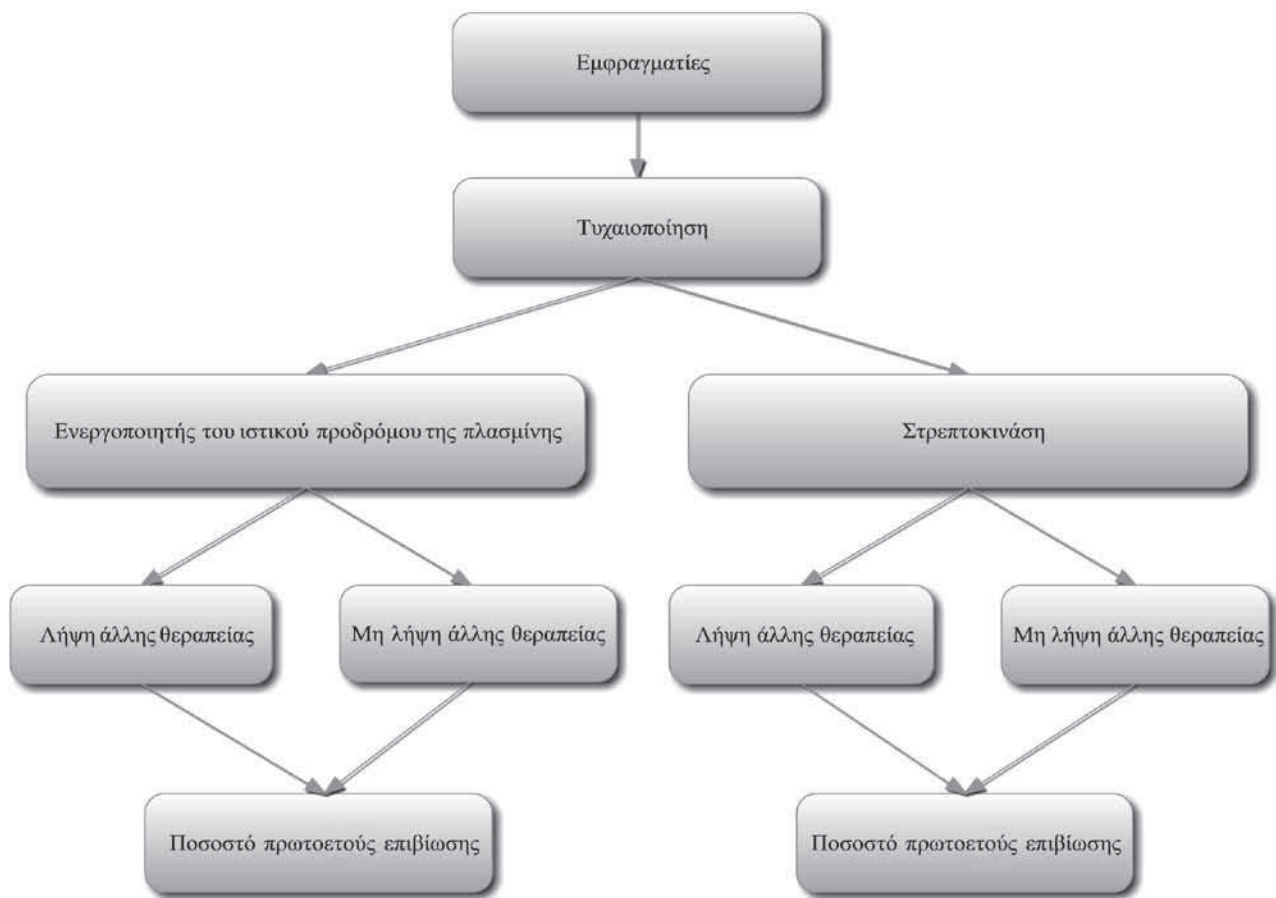 Εμφραγματίες
Τυχαιοποίηση
Ενεργοποιητής του ιστικού προδρόμου της πλασμίνης
Στρεπτοκινάση
Λήψη άλλης θεραπείας
Μη λήψη άλλης θεραπείας
Λήψη άλλης θεραπείας
Μη λήψη άλλης θεραπείας
Ποσοστό πρωτοετούς επιβίωσης
Ποσοστό πρωτοετούς επιβίωσης